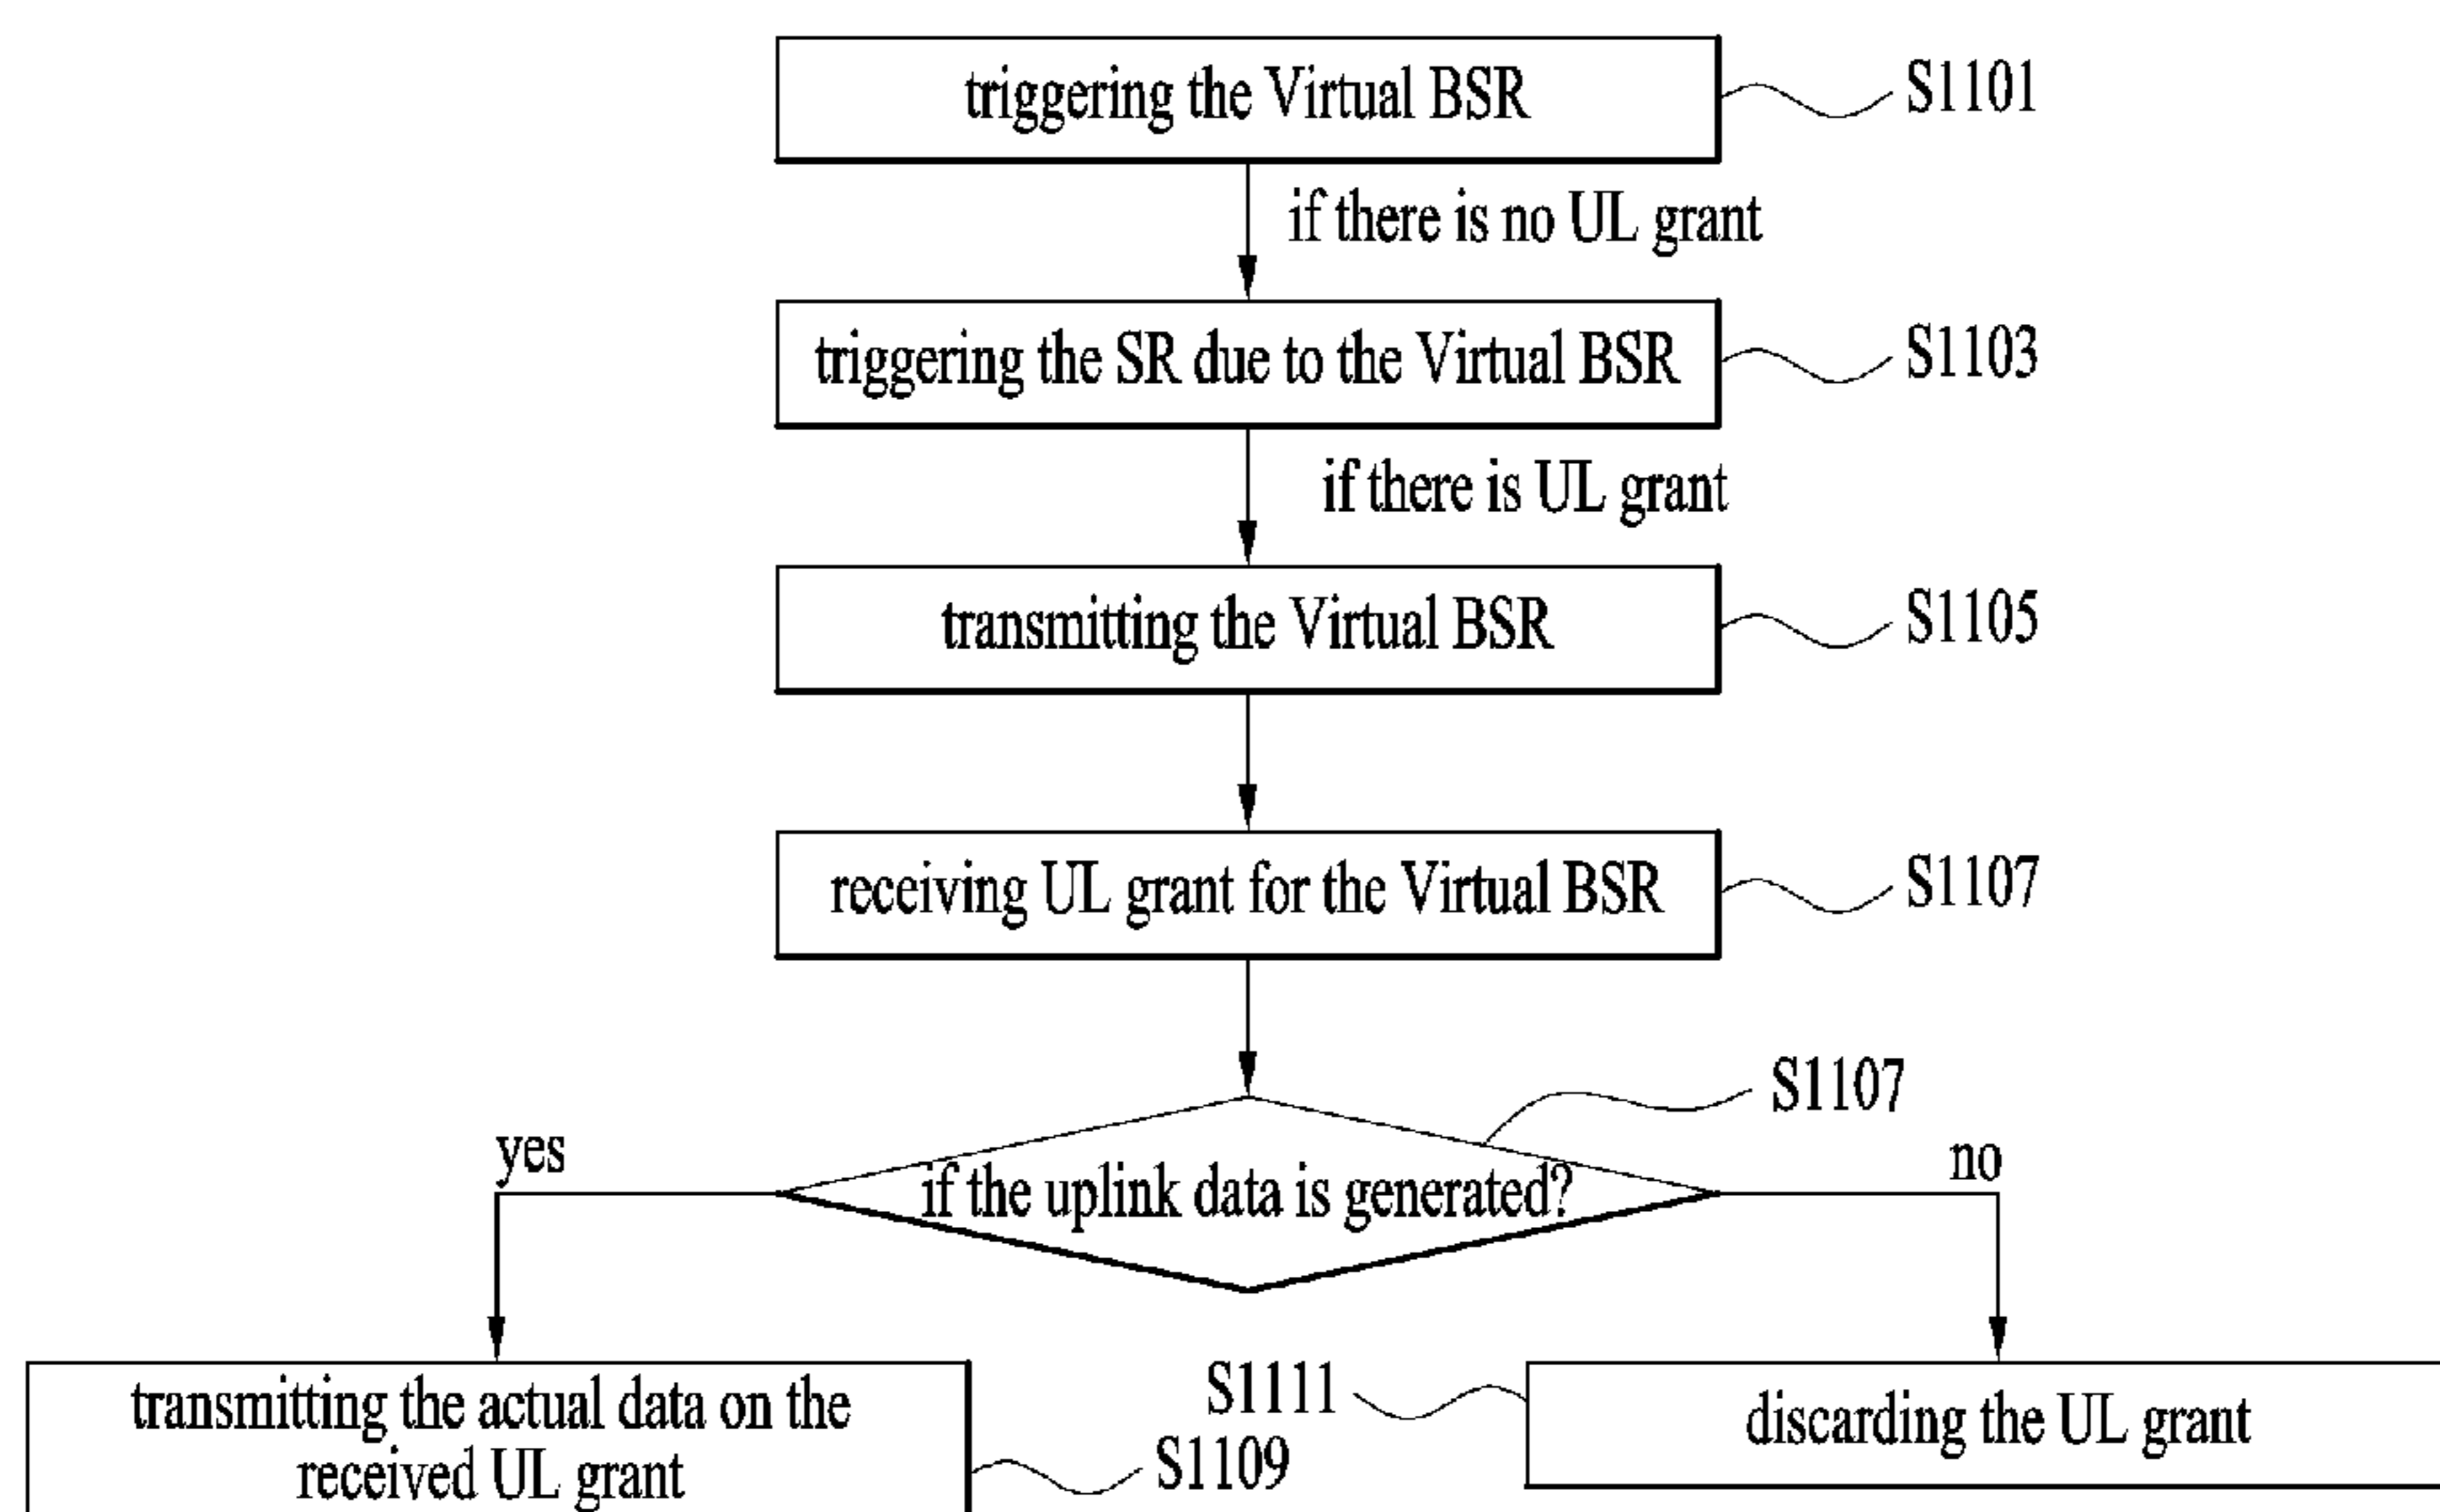 triggering the Virtual BSR
S1101
if there is no UL grant
triggering the SR due to the Virtual BSR
S1103
if there is UL grant
transmitting the Virtual BSR
S1105
receiving UL grant for the Virtual BSR
S1107
S1107
yes
if the uplink data is generated?
no
transmitting the actual data on the
received UL grant
S1109
S1111
discarding the UL grant